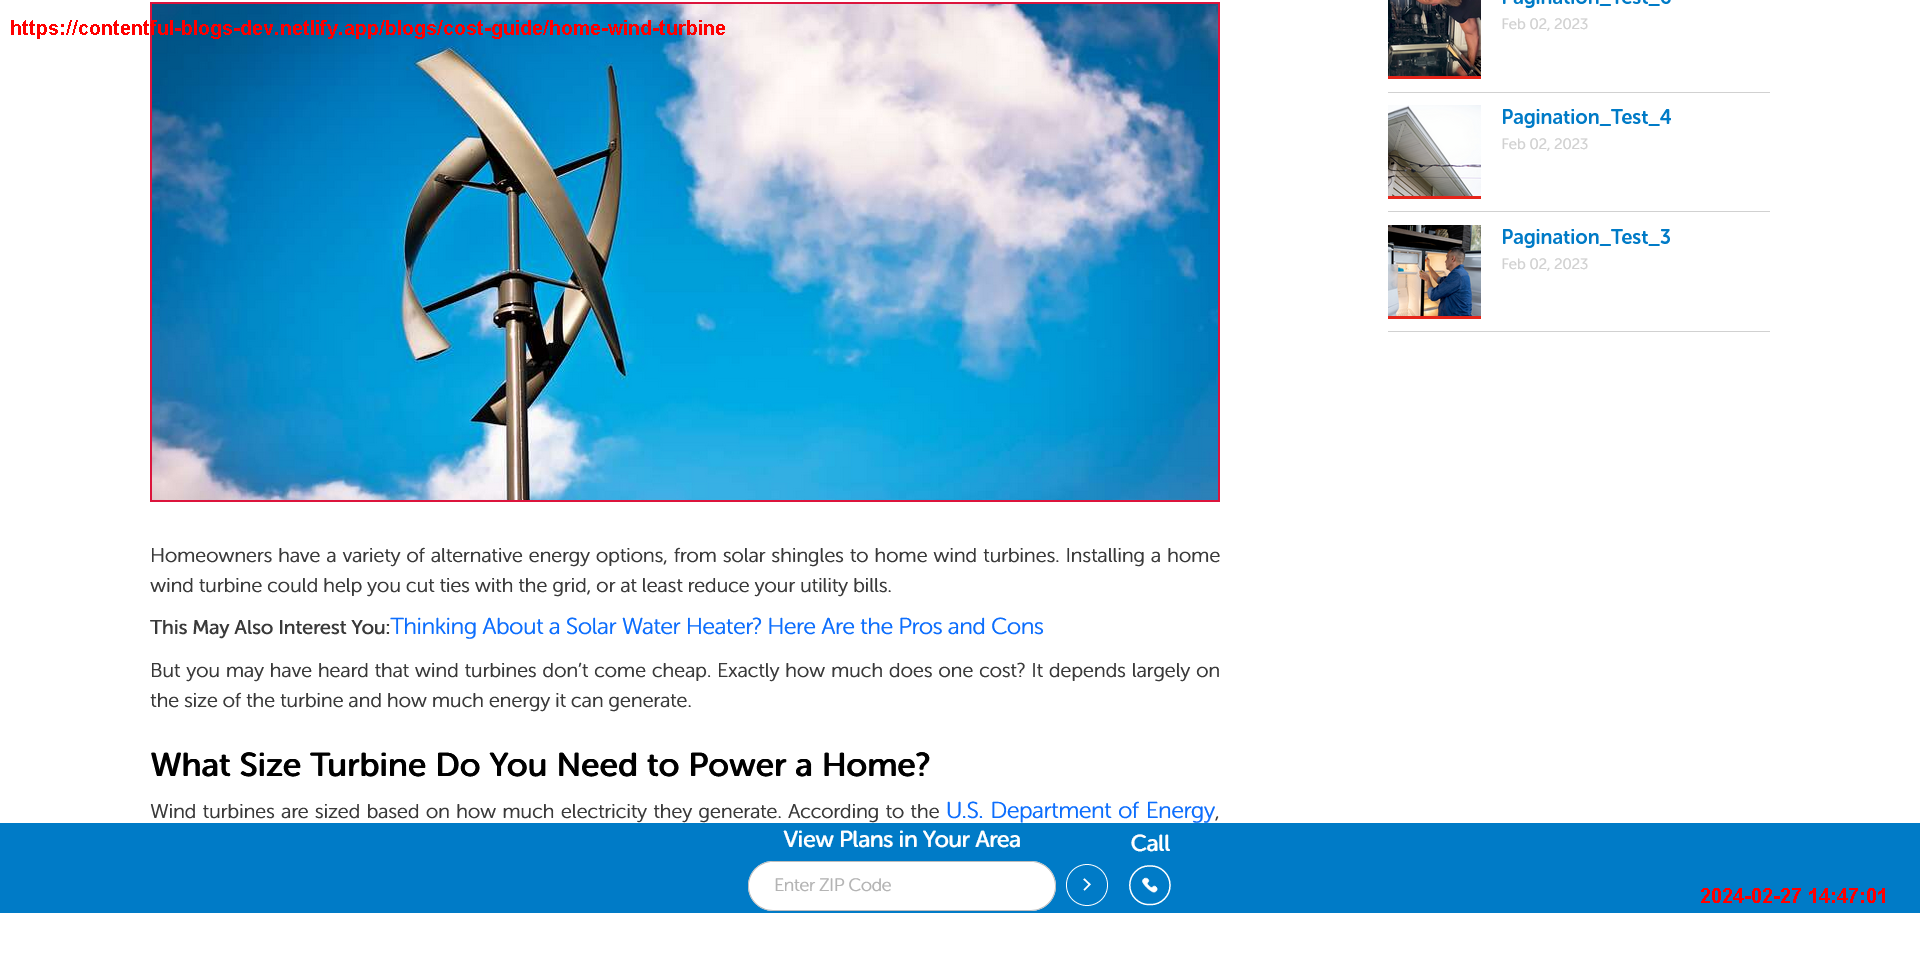 https://contentful-blogs-dev.netlify.app/blogs/cost-guide/home-wind-turbine
Feb 02, 2023
Pagination_Test_4
Feb 02, 2023
Pagination_Test_3
Feb 02, 2023
Homeowners have a variety of alternative energy options, from solar shingles to home wind turbines. Installing a home
wind turbine could help you cut ties with the grid, or at least reduce your utility bills.
This May Also Interest You:Thinking About a Solar Water Heater? Here Are the Pros and Cons
But you may have heard that wind turbines don’t come cheap. Exactly how much does one cost? It depends largely on
the size of the turbine and how much energy it can generate.
What Size Turbine Do You Need to Power a Home?
Wind turbines are sized based on how much electricity they generate. According to the U.S. Department of Energy,
View Plans in Your Area
Call
Enter ZIP Code
2024-02-27 14:47:01